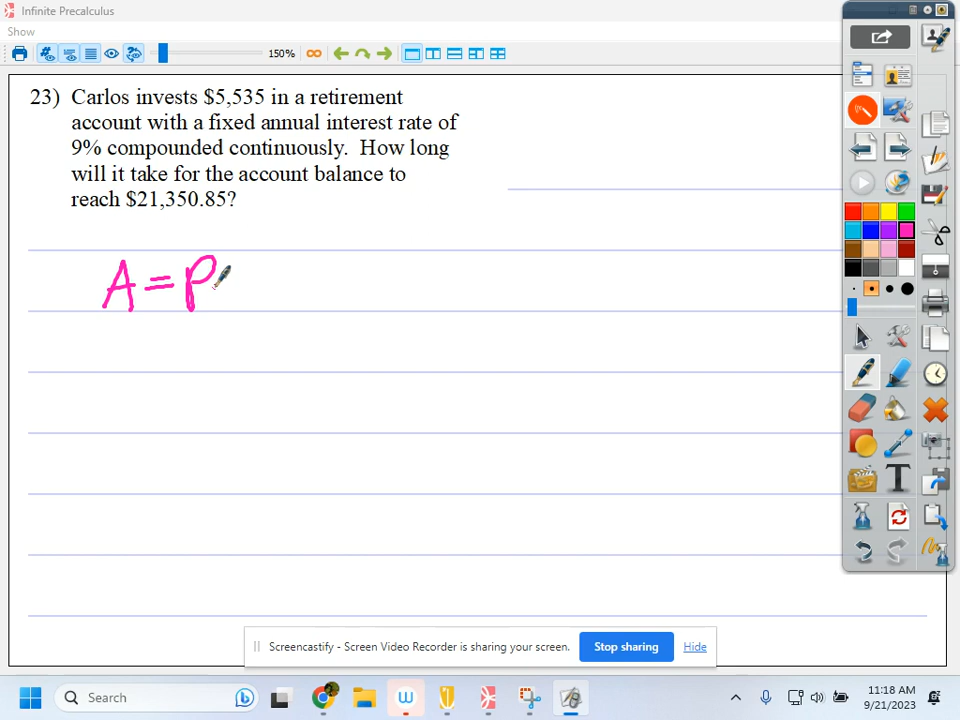 Infinite Precalculus
Show
150%
23) Carlos invests $5,535 in a retirement
account with a fixed annual interest rate of
9% compounded continuously. How long
will it take for the account balance to
reach $21,350.85?
A = P
T
Screencastify - Screen Video Recorder is sharing your screen.
Stop sharing
Hide
Search
11:18 AM
9/21/2023